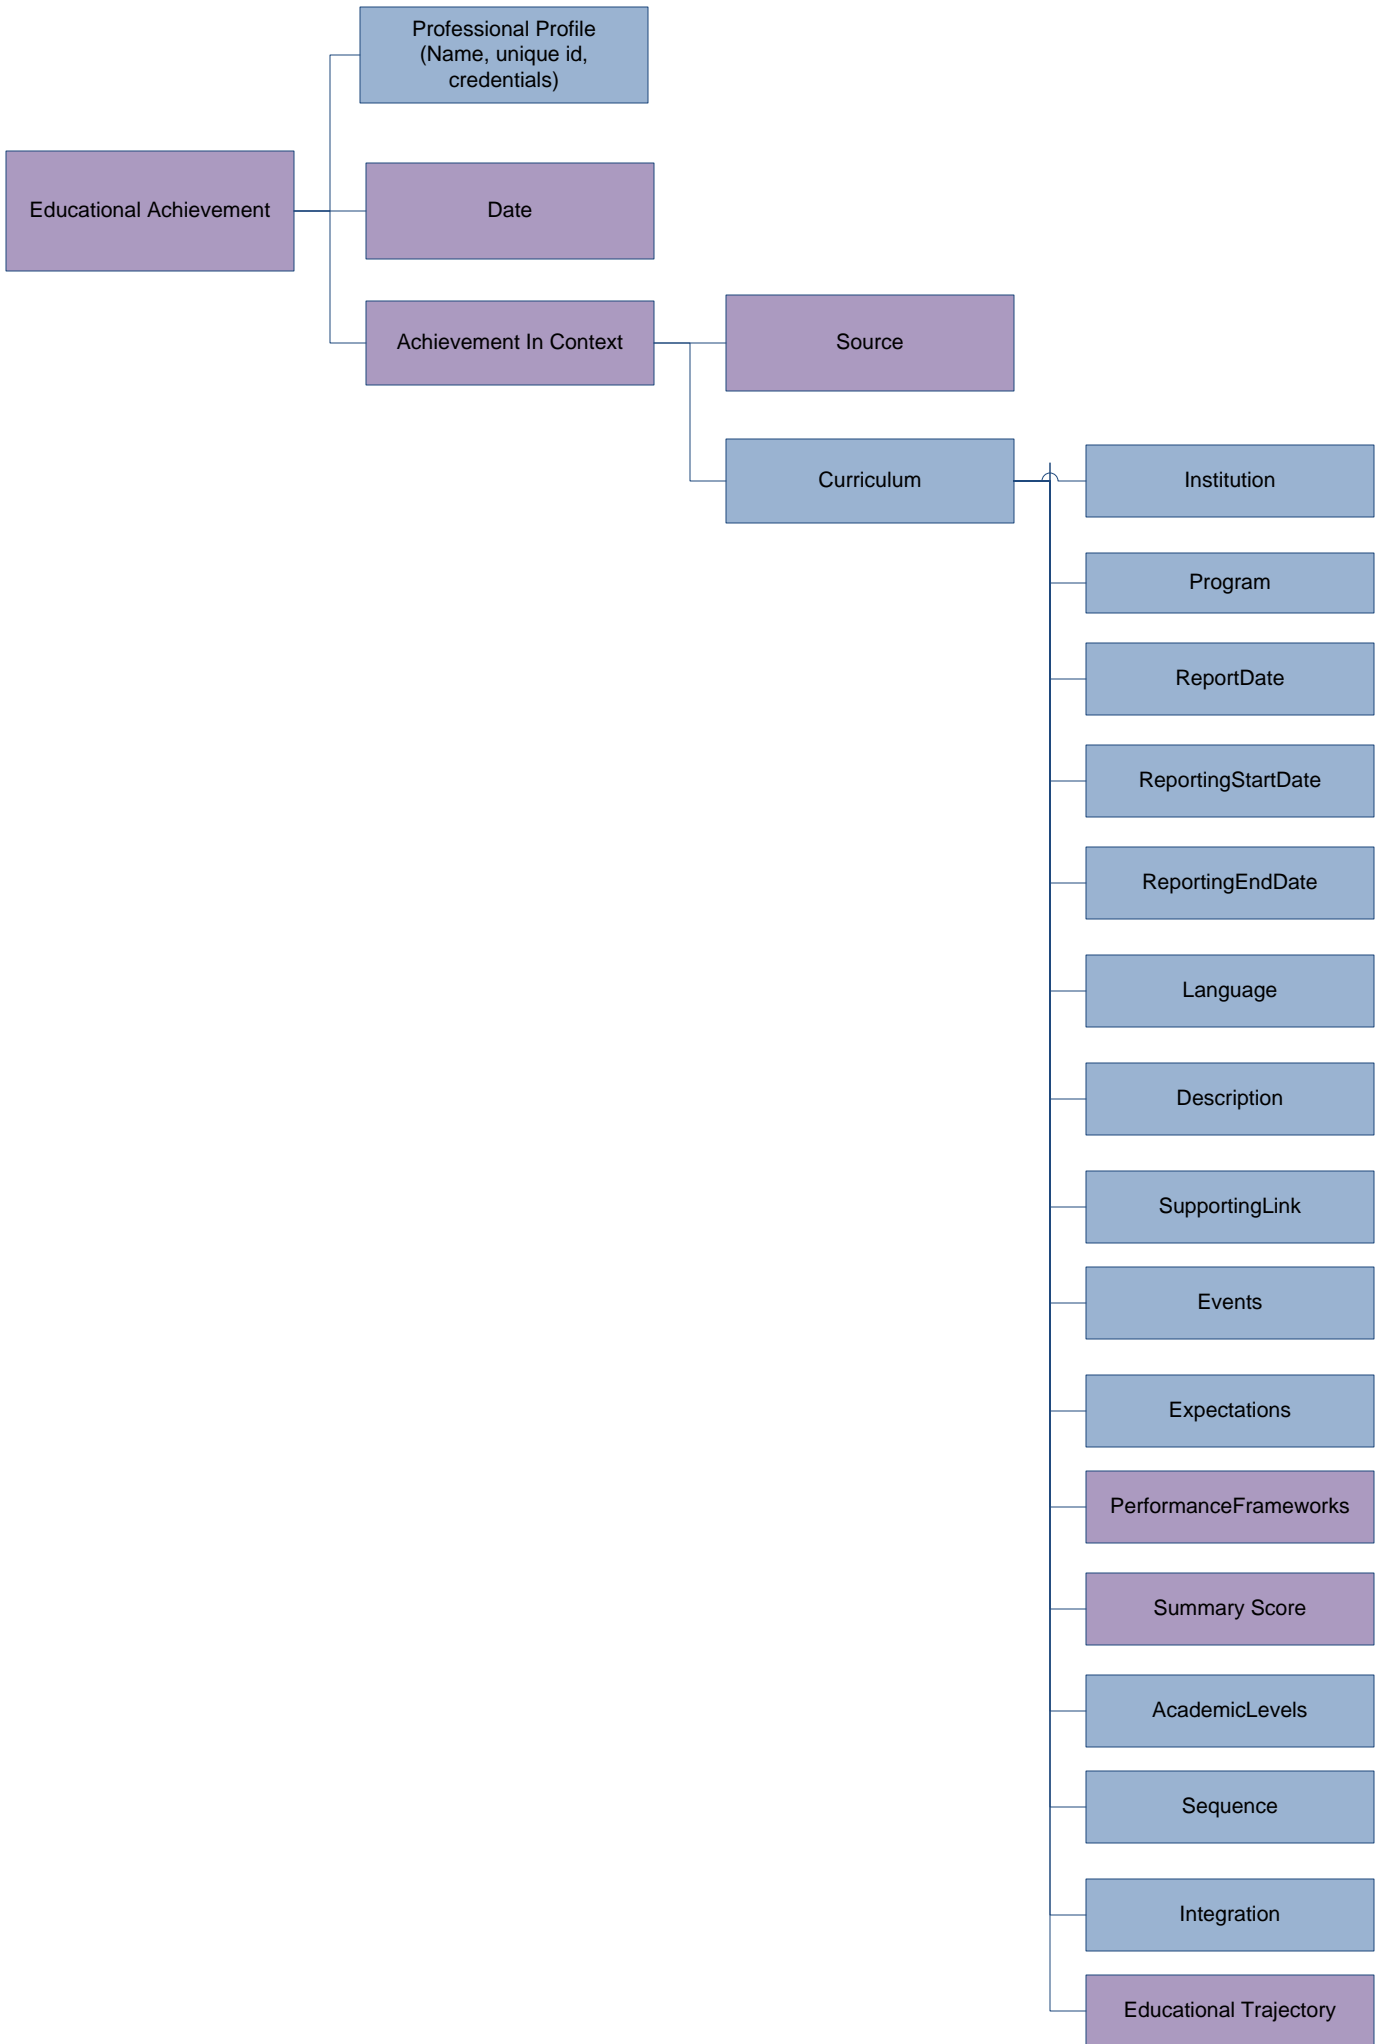 Professional Profile
(Name, unique id,
credentials)
Educational Achievement
Date
Achievement In Context
Source
Curriculum
Institution
Program
ReportDate
ReportingStartDate
ReportingEndDate
Language
Description
SupportingLink
Events
Expectations
PerformanceFrameworks
Summary Score
AcademicLevels
Sequence
Integration
Educational Trajectory